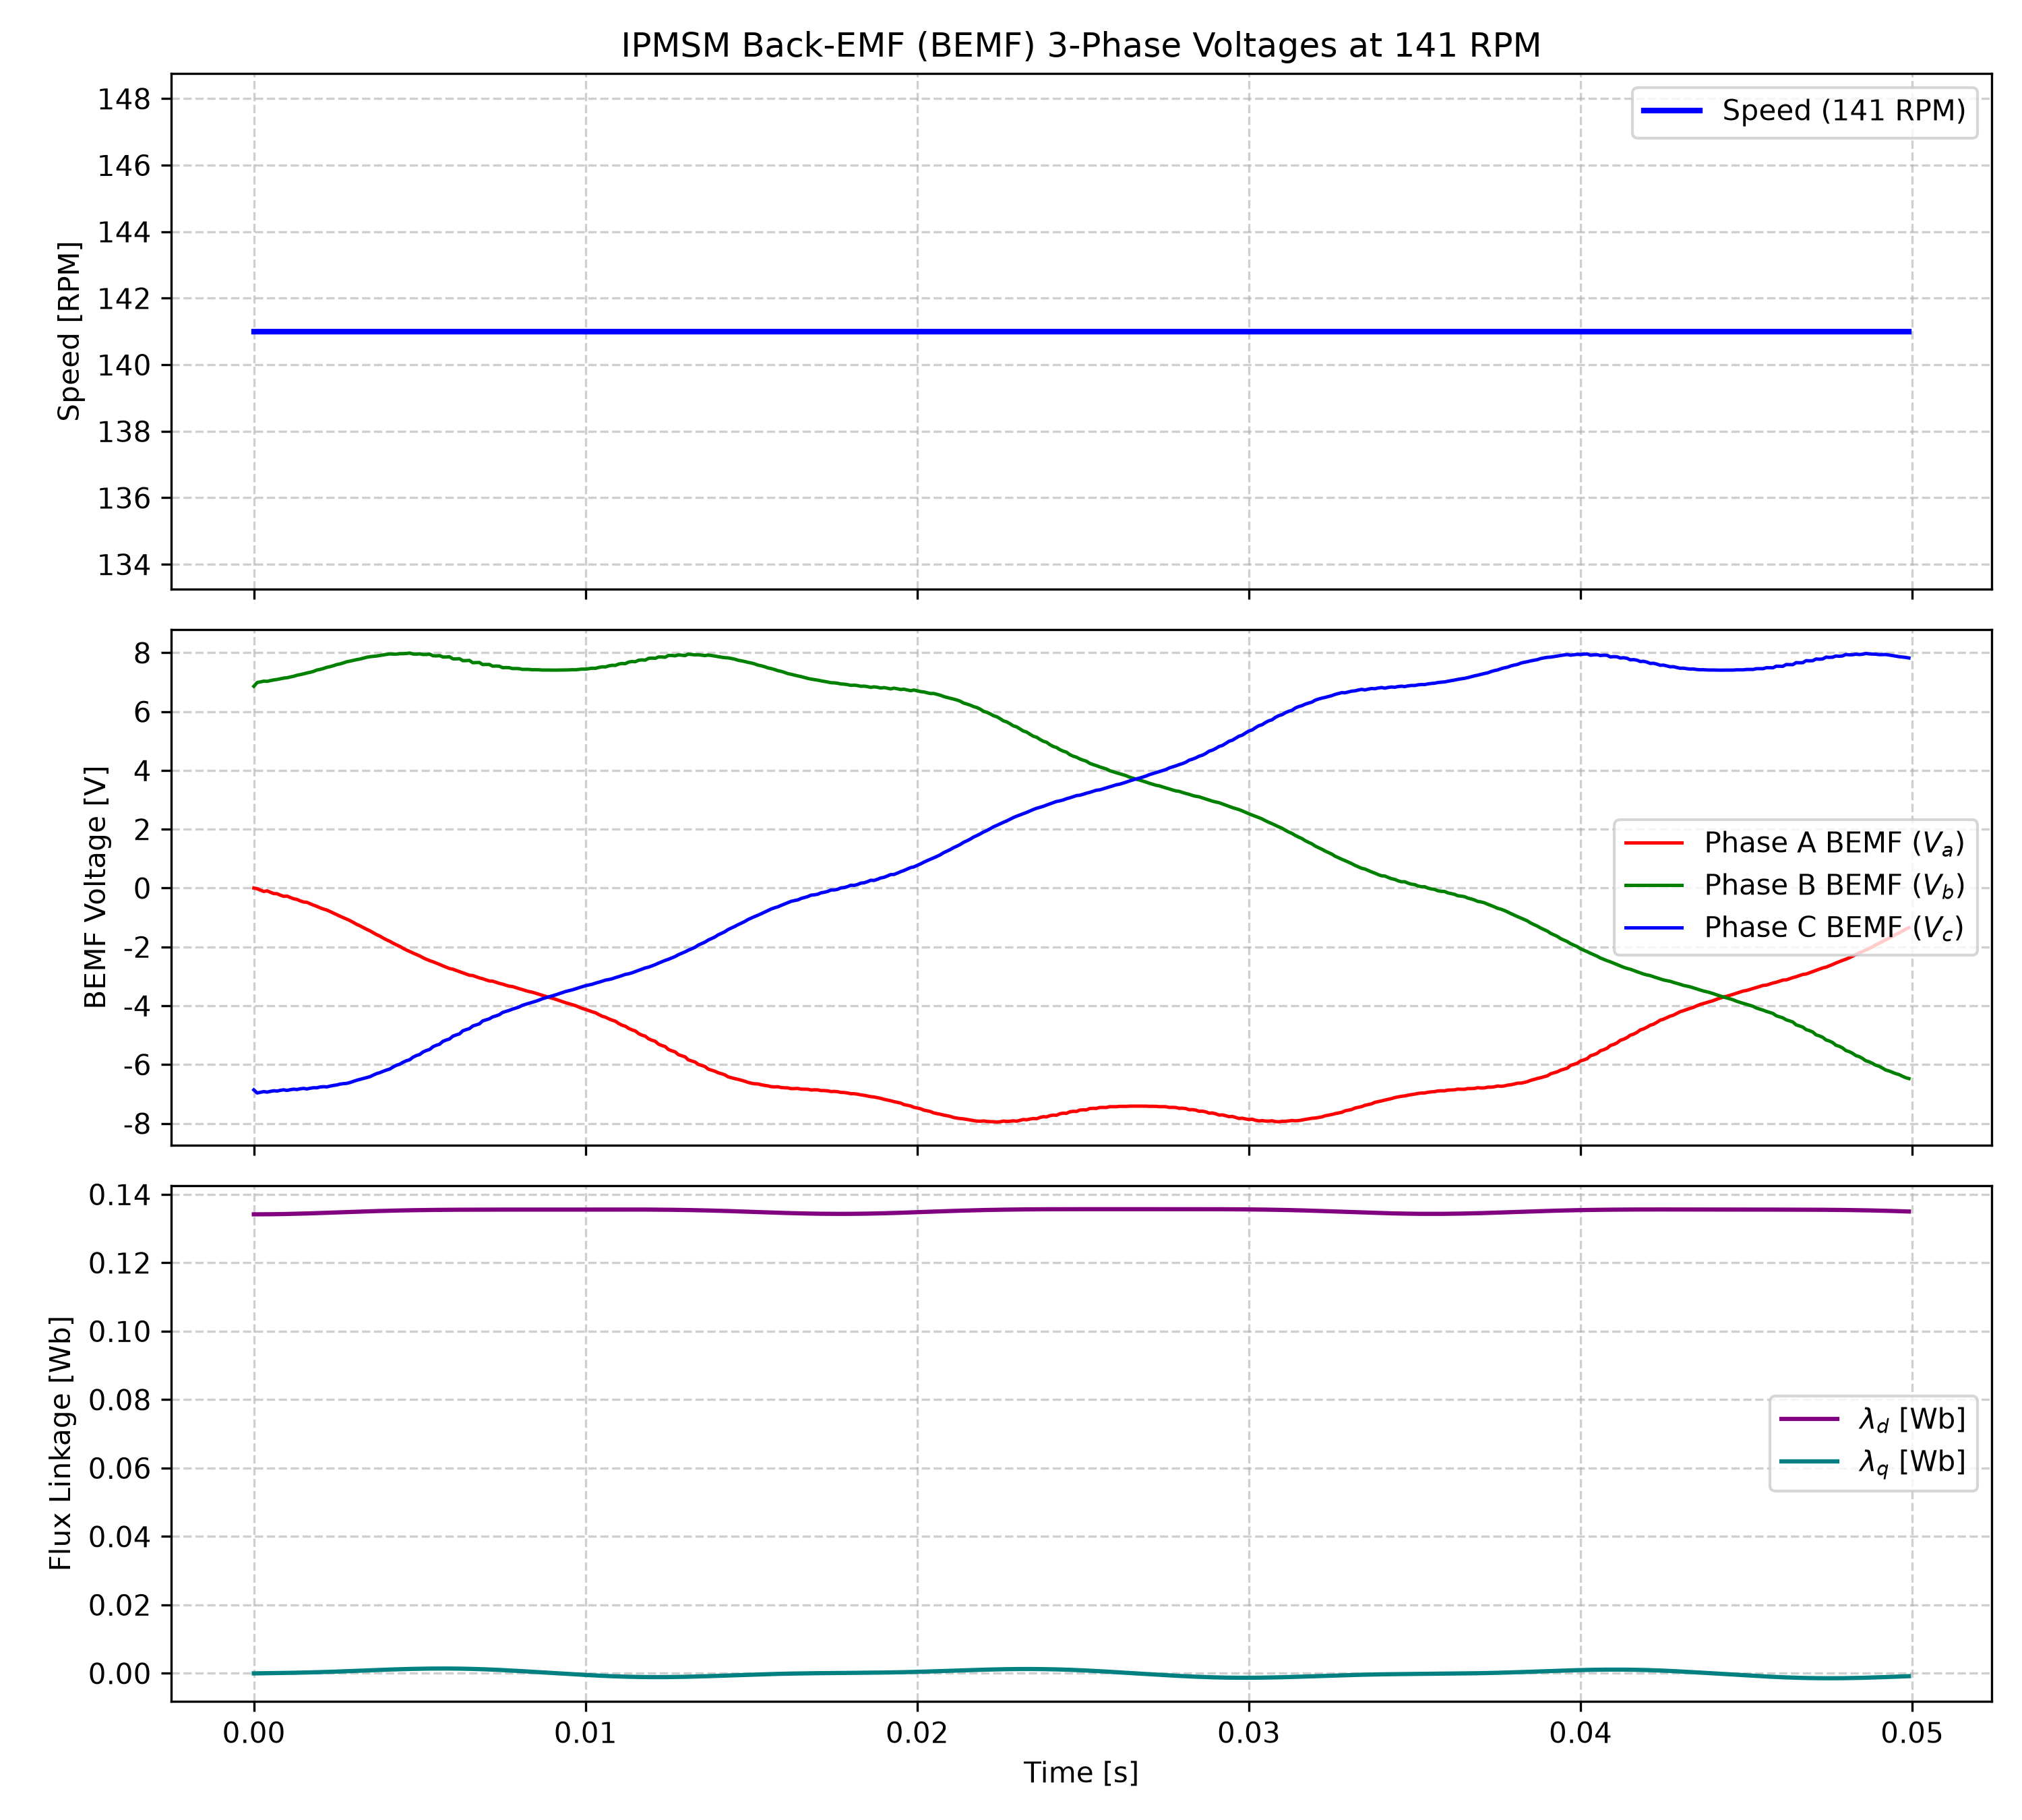 IPMSM Back-EMF (BEMF) 3-Phase Voltages at 141 RPM
148
146
144
142
140
138
136
134
Speed [RPM]
Speed (141 RPM)
8
6
4
2
0
-2
-4
-6
-8
BEMF Voltage [V]
Phase A BEMF (Va)
Phase B BEMF (Vb)
Phase C BEMF (Vc)
0.14
0.12
0.10
0.08
0.06
0.04
0.02
0.00
Flux Linkage [Wb]
λd [Wb]
λq [Wb]
0.00 0.01 0.02 0.03 0.04 0.05
Time [s]